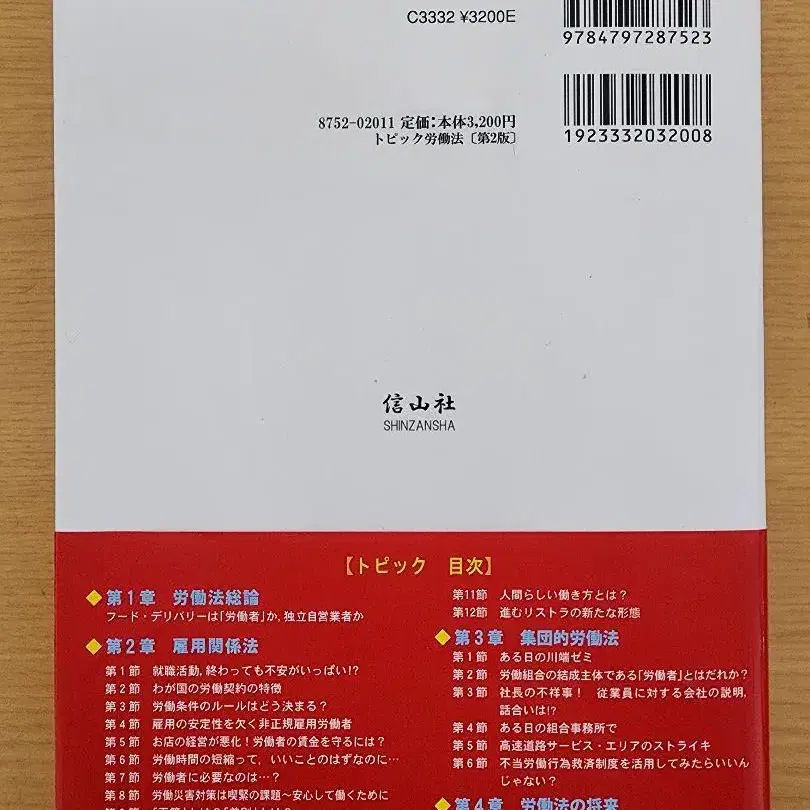 C3332 ¥3200E
9784797287523
8752-02011 定価:本体3,200円
トピック労働法〔第2版〕
1923332032008
信山社
SHINZANSHA
【トピック 目次】
◆第1章 労働法総論
フード・デリバリーは「労働者」か,独立自営業者か
◆第2章 雇用関係法
第1節 就職活動,終わっても不安がいっぱい!?
第2節 わが国の労働契約の特徴
第3節 労働条件のルールはどう決まる?
第4節 雇用の安定性を欠く非正規雇用労働者
第5節 お店の経営が悪化!労働者の賃金を守るには?
第6節 労働時間の短縮って,いいことのはずなのに…
第7節 労働者に必要なのは…?
第8節 労働災害対策は喫緊の課題〜安心して働くために
第11節 人間らしい働き方とは?
第12節 進むリストラの新たな形態
◆第3章 集団的労働法
第1節 ある日の川端ゼミ
第2節 労働組合の結成主体である「労働者」とはだれか?
第3節 社長の不祥事! 従業員に対する会社の説明,
話合いは!?
第4節 ある日の組合事務所で
第5節 高速道路サービス・エリアのストライキ
第6節 不当労働行為救済制度を活用してみたらいいん
じゃない?
◆第4章 労働法の将来